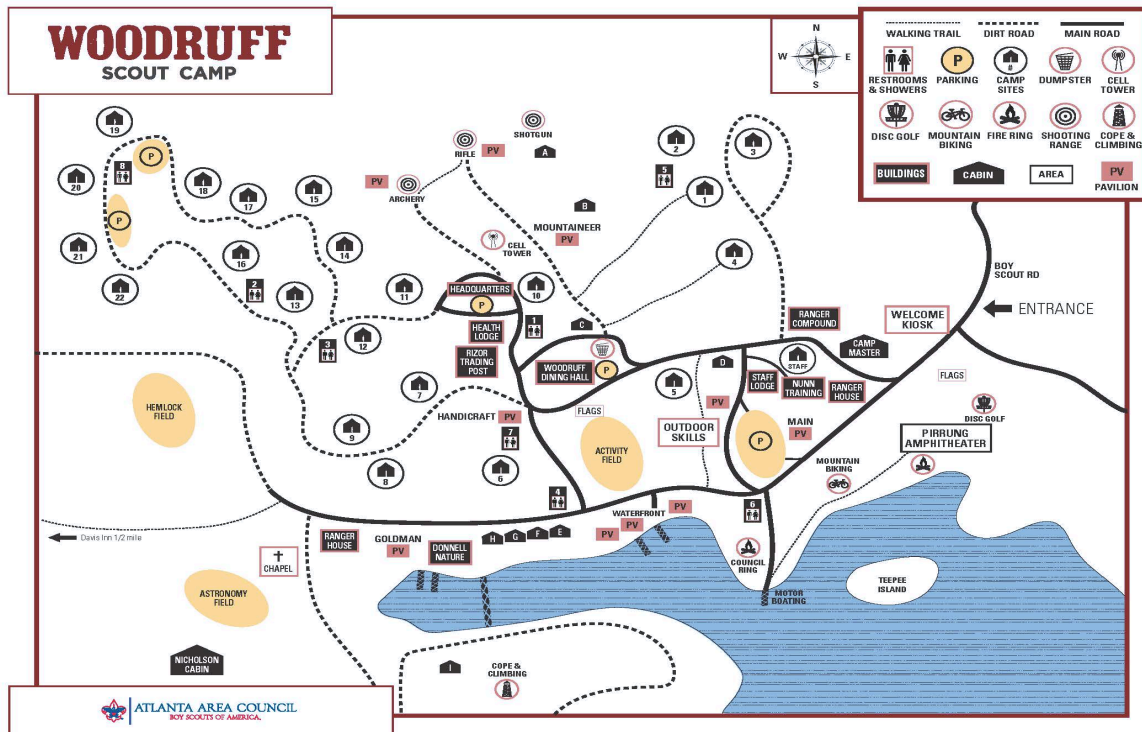 WOODRUFF
SCOUT CAMP
N
W
E
S
WALKING TRAIL
DIRT ROAD
MAIN ROAD
P
#
RESTROOMS
& SHOWERS
PARKING
CAMP
SITES
DUMPSTER
CELL
TOWER
DISC GOLF
MOUNTAIN
BIKING
FIRE RING
SHOOTING
RANGE
COPE &
CLIMBING
BUILDINGS
CABIN
AREA
PV
PAVILION
19
P
8
20
18
17
15
P
21
16
14
22
2
13
SHOTGUN
RIFLE
PV
A
PV
ARCHERY
B
MOUNTAINEER
PV
CELL
TOWER
2
3
5
1
4
11
HEADQUARTERS
P
10
HEALTH
LODGE
1
C
RIZOR
TRADING
POST
WOODRUFF
DINING HALL
P
3
12
7
9
8
HANDICRAFT
PV
7
6
FLAGS
ACTIVITY
FIELD
5
D
PV
OUTDOOR
SKILLS
RANGER
COMPOUND
STAFF
CAMP
MASTER
WELCOME
KIOSK
BOY
SCOUT RD
ENTRANCE
STAFF
LODGE
NUNN
TRAINING
RANGER
HOUSE
P
MAIN
PV
FLAGS
DISC GOLF
PIRRUNG
AMPHITHEATER
MOUNTAIN
BIKING
HEMLOCK
FIELD
Davis Inn 1/2 mile
CHAPEL
ASTRONOMY
FIELD
NICHOLSON
CABIN
RANGER
HOUSE
GOLDMAN
PV
DONNELL
NATURE
H
G
F
E
4
WATERFRONT
PV
PV
PV
6
COUNCIL
RING
MOTOR
BOATING
TEEPEE
ISLAND
I
COPE &
CLIMBING
ATLANTA AREA COUNCIL
BOY SCOUTS OF AMERICA.